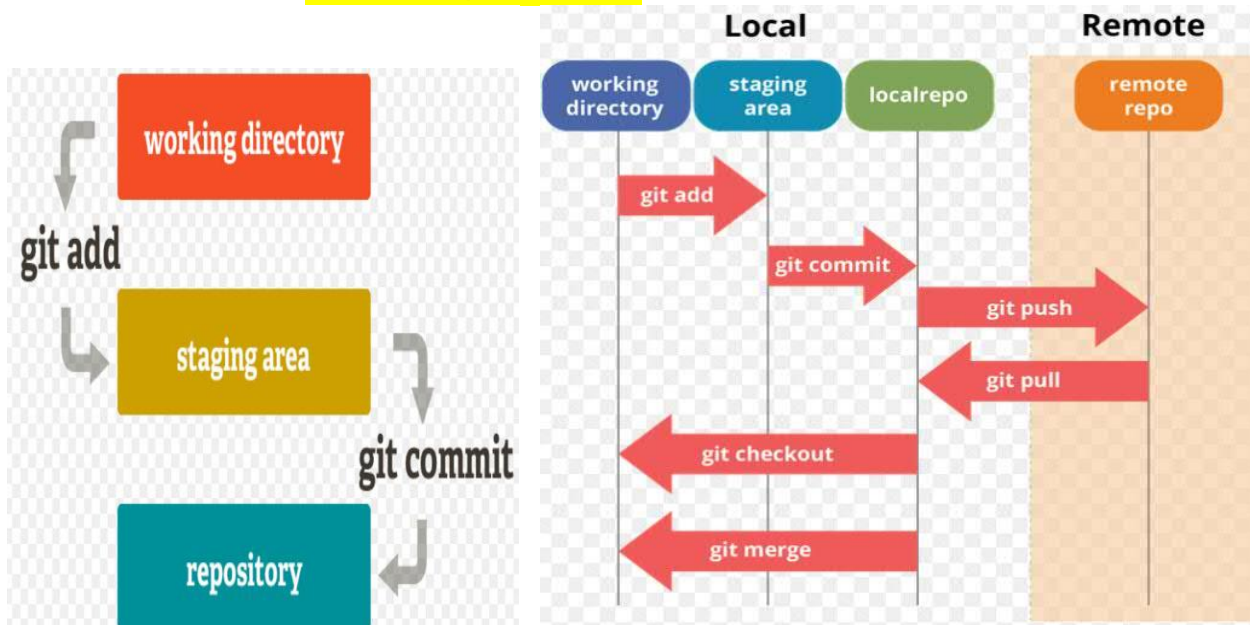 working directory
git add
staging area
git commit
repository
Local
Remote
working
directory
staging
area
localrepo
remote
repo
git add
git commit
git push
git pull
git checkout
git merge